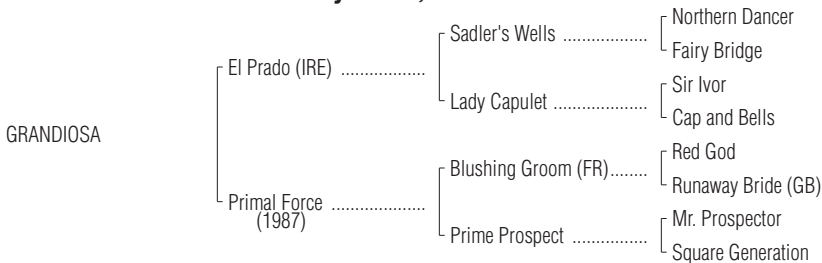 Northern Dancer
Sadler's Wells ..................
Fairy Bridge
El Prado (IRE) ..................
Sir Ivor
Lady Capulet ....................
Cap and Bells
GRANDIOSA
Red God
Blushing Groom (FR)........
Runaway Bride (GB)
Primal Force ....................
(1987)
Mr. Prospector
Prime Prospect ................
Square Generation